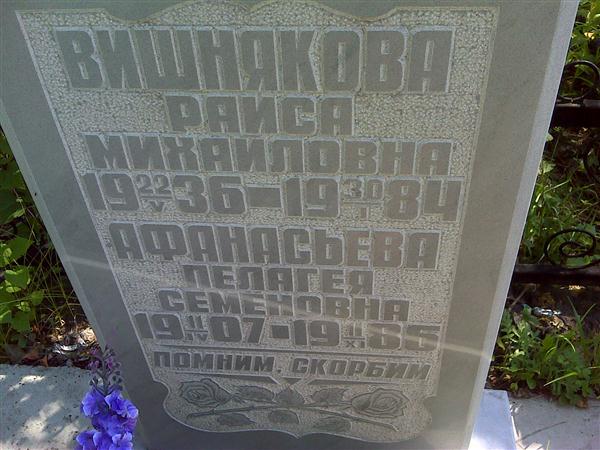 ВИШНЯКОВА
РАИСА
МИХАИЛОВНА
19 22/V 36-19 30/I 84
АФАНАСЬЕВА
ПЕЛАГЕЯ
СЕМЕНОВНА
19 11/IV 07-19 11/XI 86
ПОМНИМ, СКОРБИМ